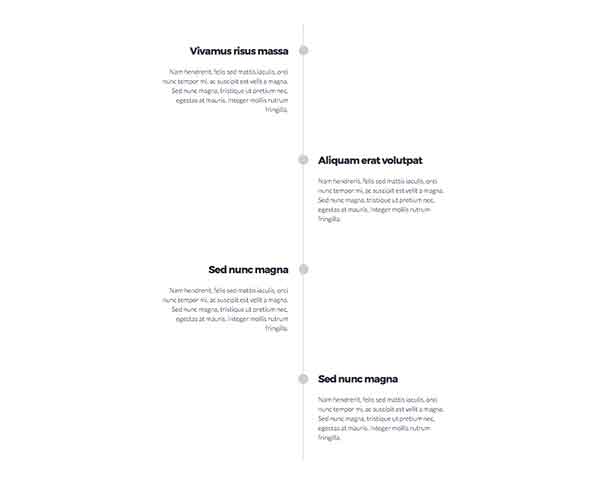 Vivamus risus massa
Nam hendrerit, felis sed mattis iaculis, orci
nunc tempor mi, ac suscipit est velit a magna.
Sed nunc magna, tristique ut pretium nec,
egestas at mauris. Integer mollis rutrum
fringilla.
Aliquam erat volutpat
Nam hendrerit, felis sed mattis iaculis, orci
nunc tempor mi, ac suscipit est velit a magna.
Sed nunc magna, tristique ut pretium nec,
egestas at mauris. Integer mollis rutrum
fringilla.
Sed nunc magna
Nam hendrerit, felis sed mattis iaculis, orci
nunc tempor mi, ac suscipit est velit a magna.
Sed nunc magna, tristique ut pretium nec,
egestas at mauris. Integer mollis rutrum
fringilla.
Sed nunc magna
Nam hendrerit, felis sed mattis iaculis, orci
nunc tempor mi, ac suscipit est velit a magna.
Sed nunc magna, tristique ut pretium nec,
egestas at mauris. Integer mollis rutrum
fringilla.